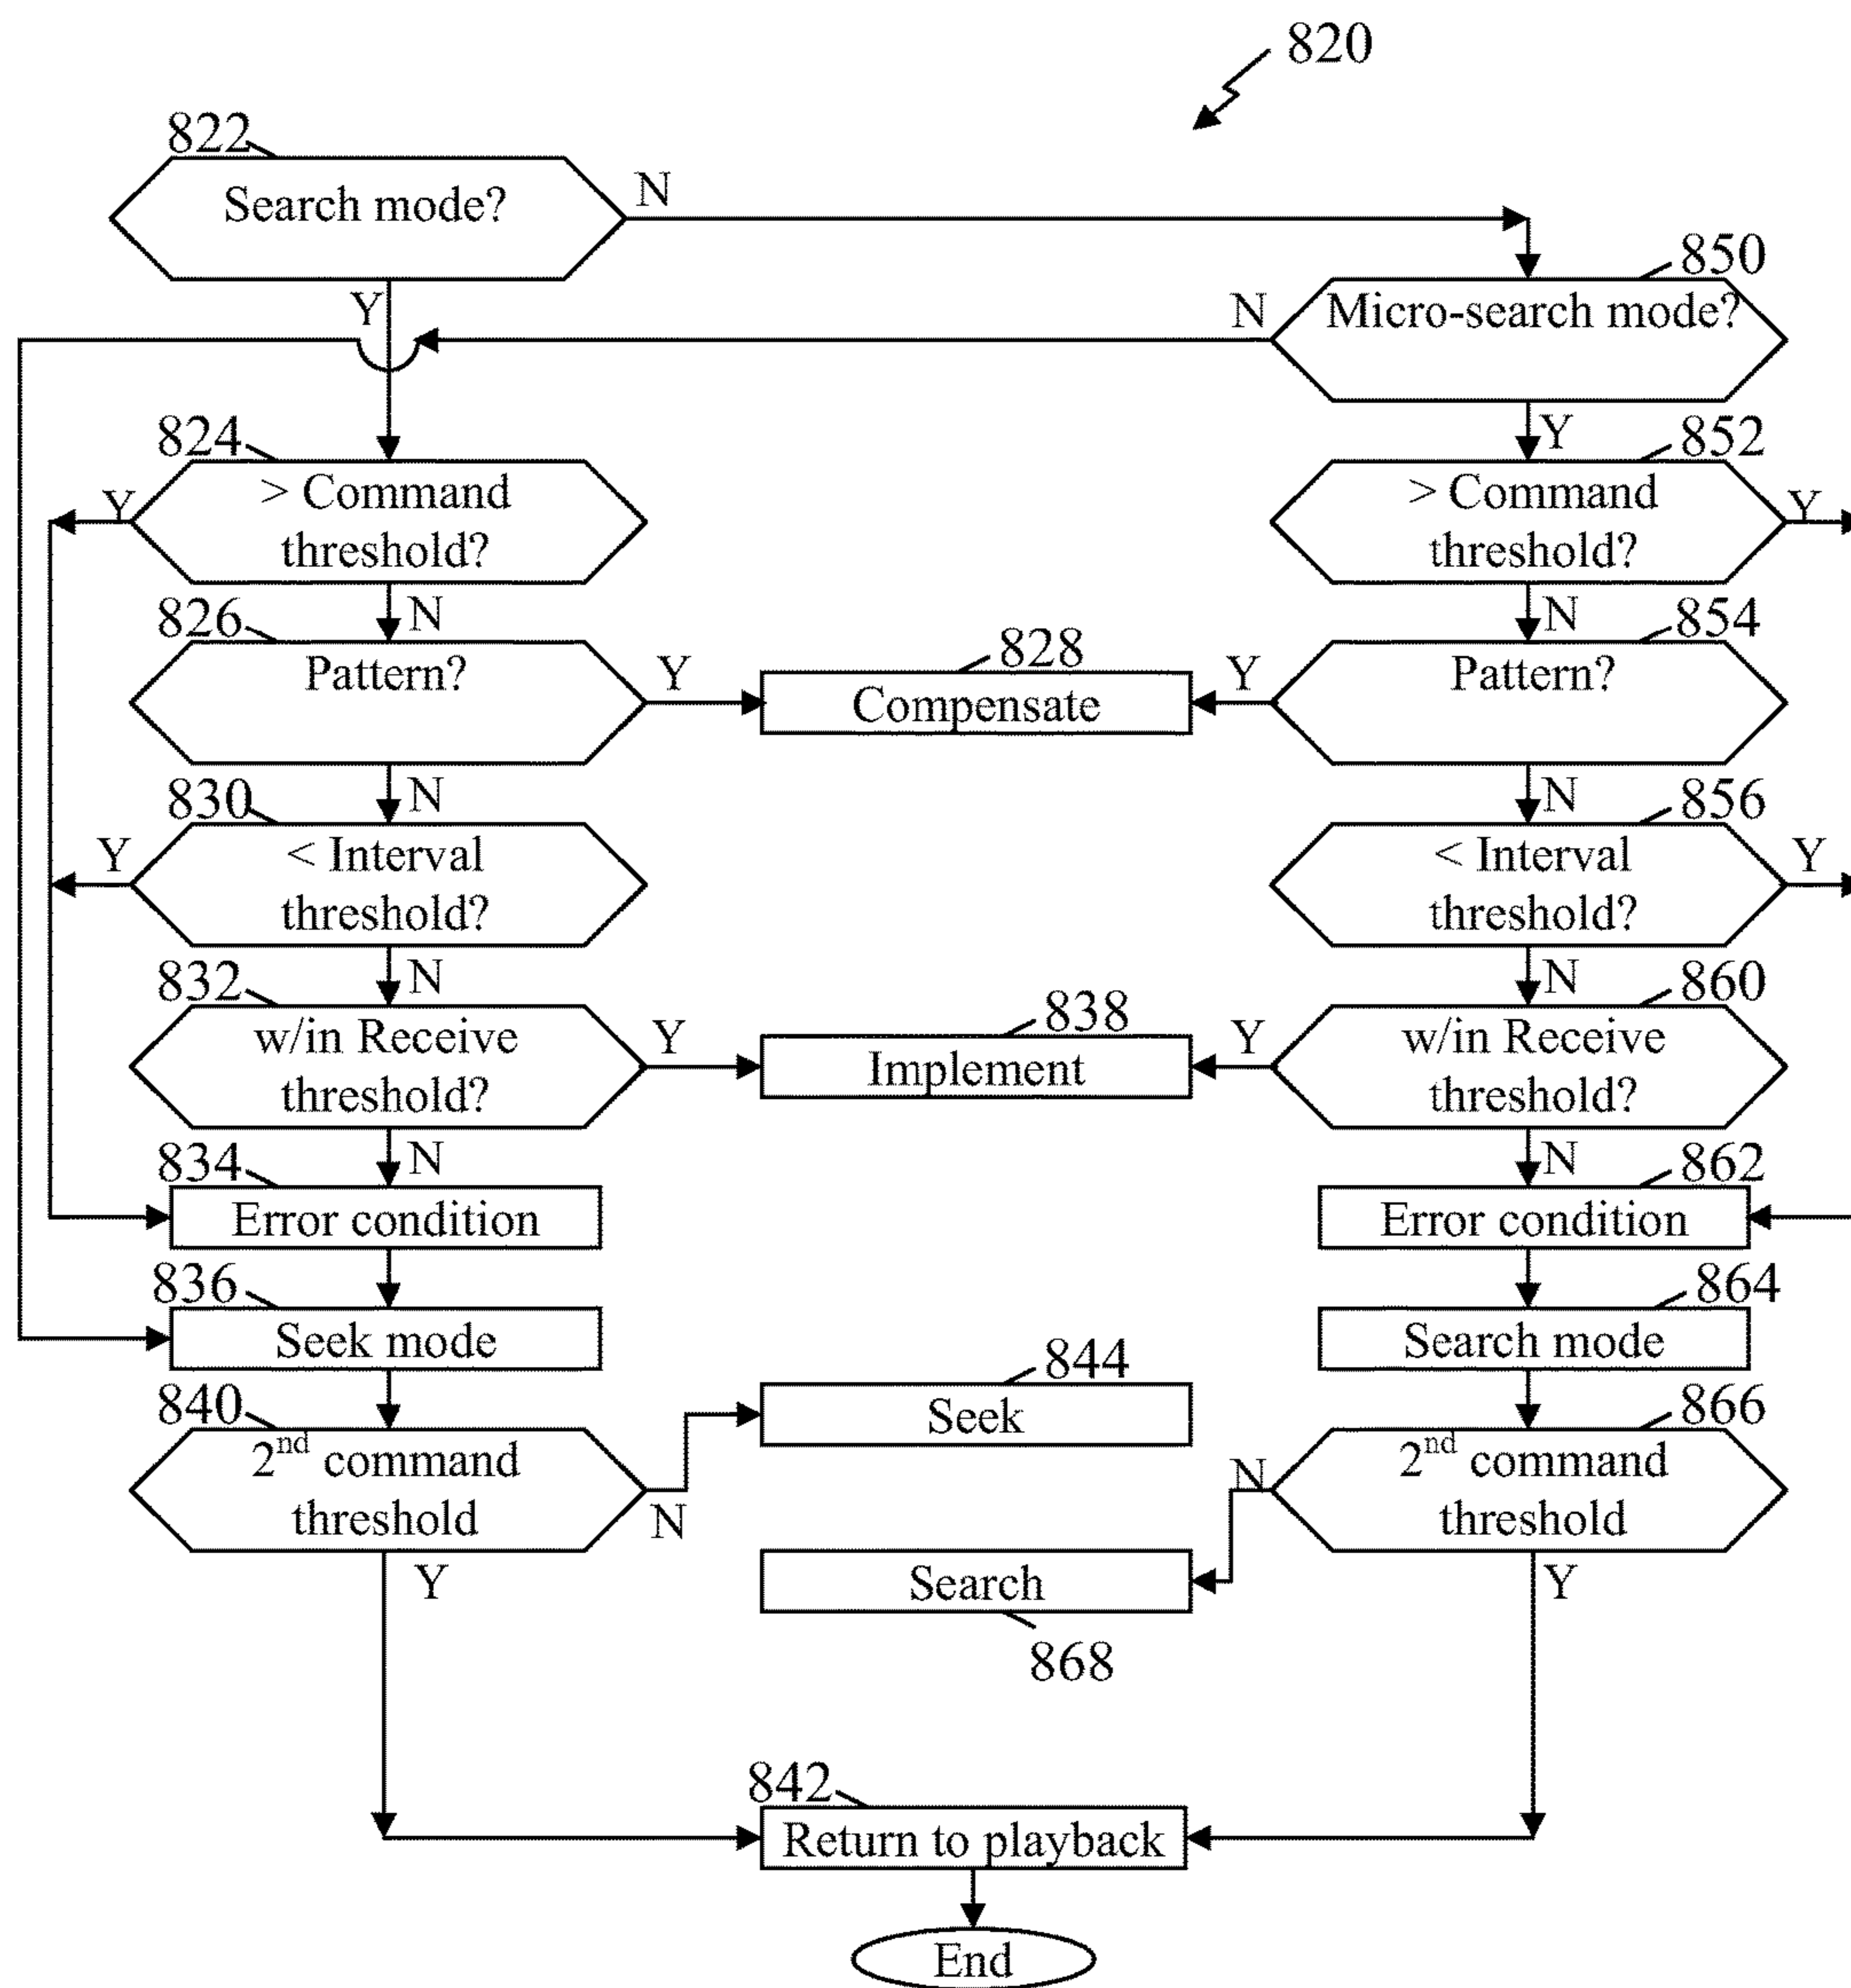 820
822
Search mode?
N
850
Y
N
Micro-search mode?
824
Y
852
Y
> Command
threshold?
> Command
threshold?
Y
826
N
N
854
Pattern?
Y
828
Compensate
Y
Pattern?
830
N
N
856
Y
< Interval
threshold?
< Interval
threshold?
Y
832
N
N
860
w/in Receive
threshold?
Y
838
Implement
Y
w/in Receive
threshold?
834
N
N
862
Error condition
Error condition
836
864
Seek mode
Search mode
840
844
Seek
866
2nd command
threshold
N
N
2nd command
threshold
Y
Search
Y
868
842
Return to playback
End